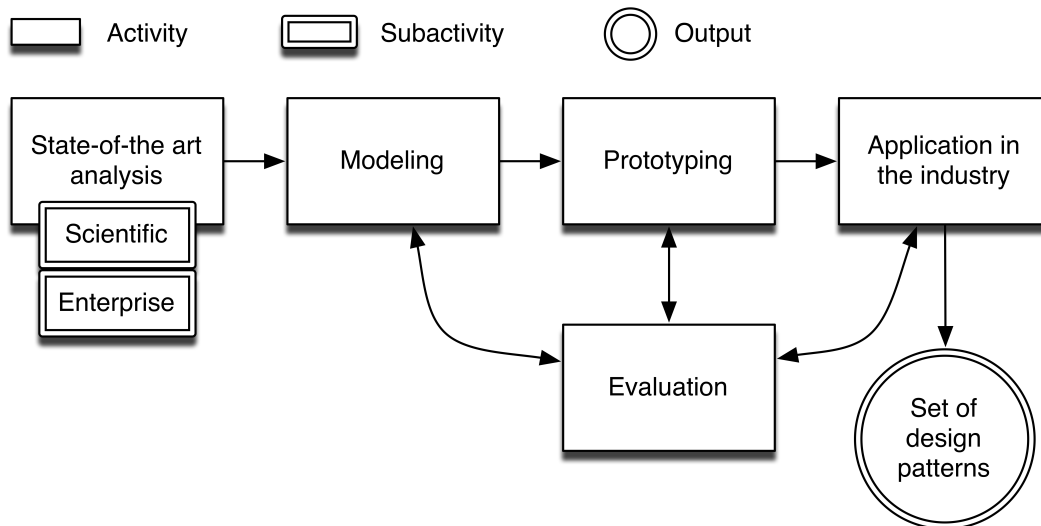 Activity
Subactivity
Output
State-of-the art
analysis
Scientific
Enterprise
Modeling
Prototyping
Application in
the industry
Evaluation
Set of
design
patterns